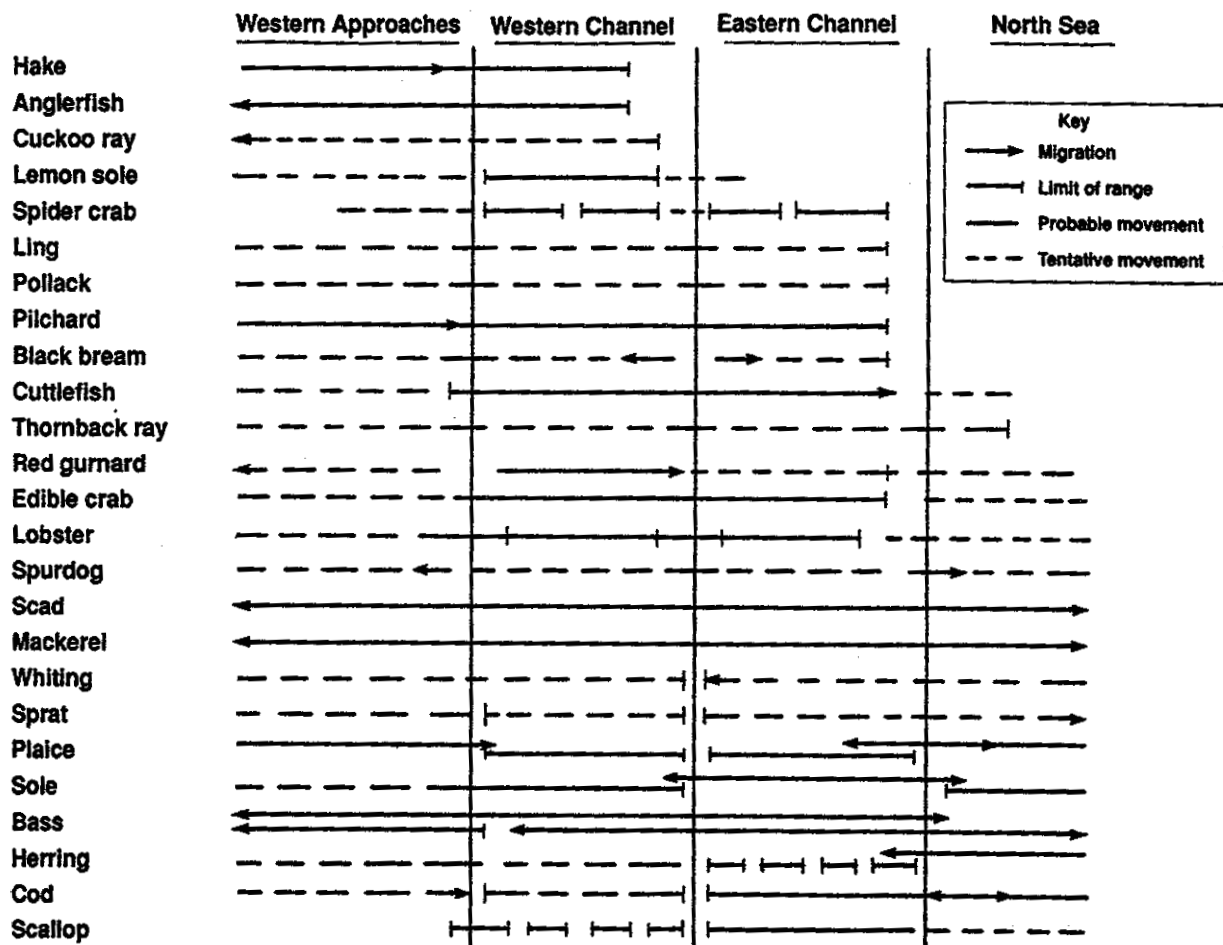 Western Approaches Western Channel Eastern Channel North Sea
Hake
Anglerfish
Cuckoo ray
Lemon sole
Spider crab
Ling
Pollack
Pilchard
Black bream
Cuttlefish
Thornback ray
Red gurnard
Edible crab
Lobster
Spurdog
Scad
Mackerel
Whiting
Sprat
Plaice
Sole
Bass
Herring
Cod
Scallop
Key
Migration
Limit of range
Probable movement
Tentative movement